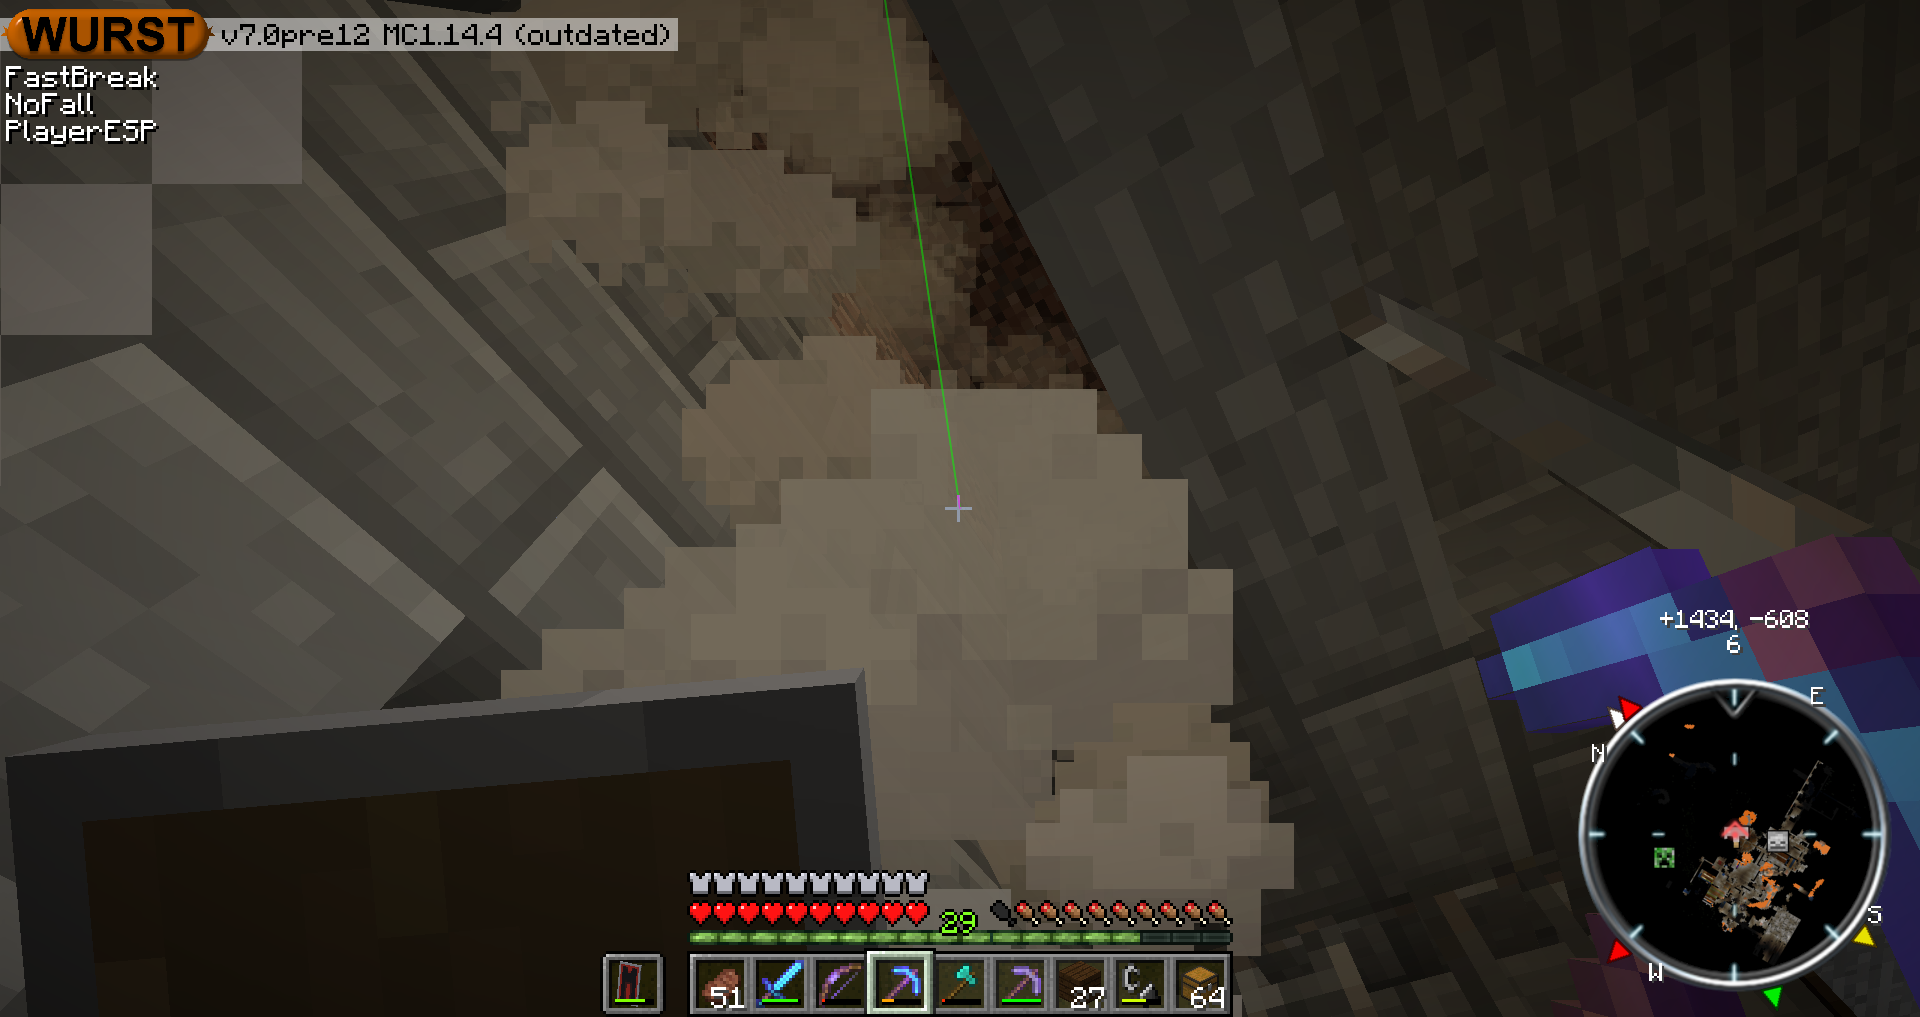 WURST v7.0pre12 MC1.14.4 (outdated)
FastBreak
NoFall
PlayerESP
+1434, -608
6
E
N
S
W
29
51
27
64